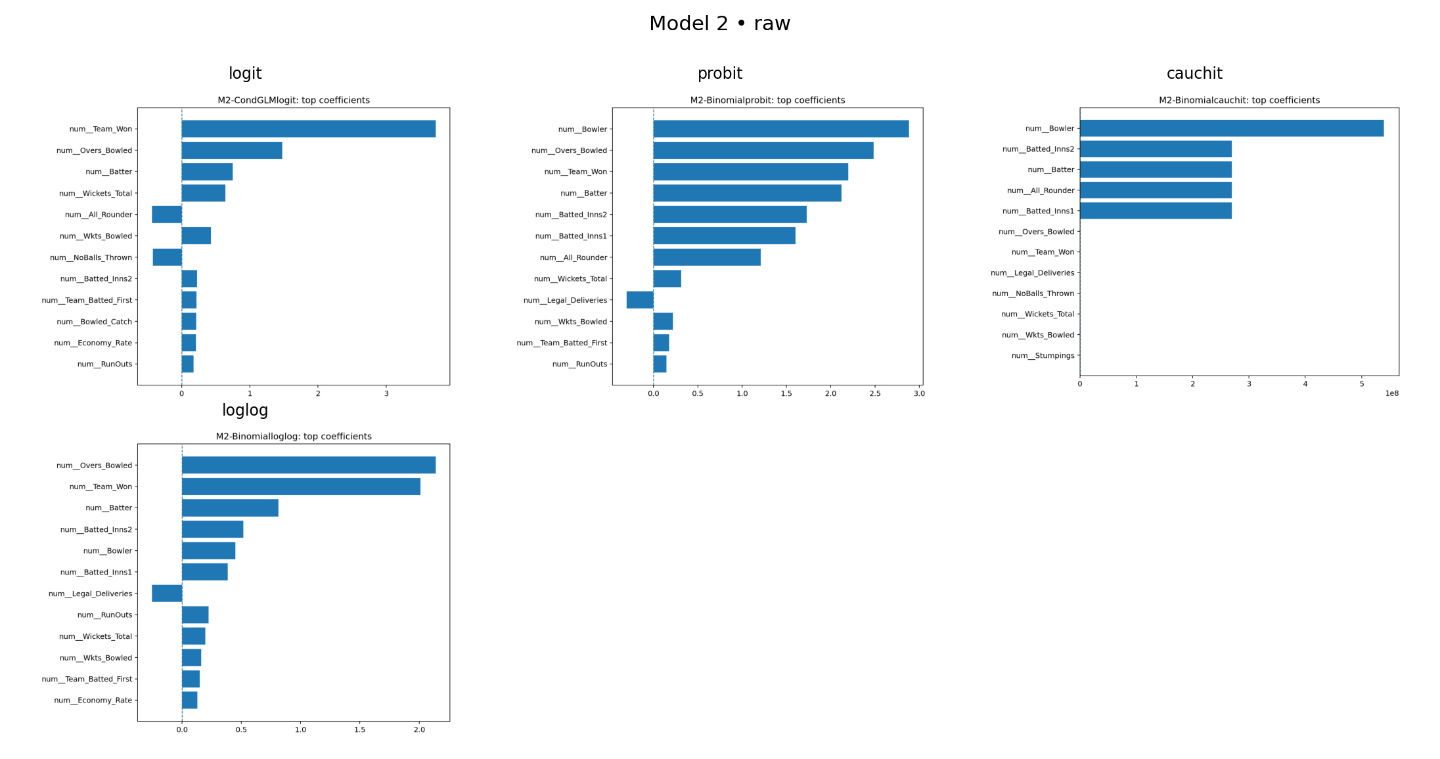 Model 2 • raw
logit
M2-CondGLMlogit: top coefficients
num__Team_Won
num__Overs_Bowled
num__Batter
num__Wickets_Total
num__All_Rounder
num__Wkts_Bowled
num__NoBalls_Thrown
num__Batted_Inns2
num__Team_Batted_First
num__Bowled_Catch
num__Economy_Rate
num__RunOuts
0 1 2 3
probit
M2-Binomialprobit: top coefficients
num__Bowler
num__Overs_Bowled
num__Team_Won
num__Batter
num__Batted_Inns2
num__Batted_Inns1
num__All_Rounder
num__Wickets_Total
num__Legal_Deliveries
num__Wkts_Bowled
num__Team_Batted_First
num__RunOuts
0.0 0.5 1.0 1.5 2.0 2.5 3.0
cauchit
M2-Binomialcauchit: top coefficients
num__Bowler
num__Batted_Inns2
num__Batter
num__All_Rounder
num__Batted_Inns1
num__Overs_Bowled
num__Team_Won
num__Legal_Deliveries
num__NoBalls_Thrown
num__Wickets_Total
num__Wkts_Bowled
num__Stumpings
0 1 2 3 4 5
1e8
loglog
M2-Binomialloglog: top coefficients
num__Overs_Bowled
num__Team_Won
num__Batter
num__Batted_Inns2
num__Bowler
num__Batted_Inns1
num__Legal_Deliveries
num__RunOuts
num__Wickets_Total
num__Wkts_Bowled
num__Team_Batted_First
num__Economy_Rate
0.0 0.5 1.0 1.5 2.0